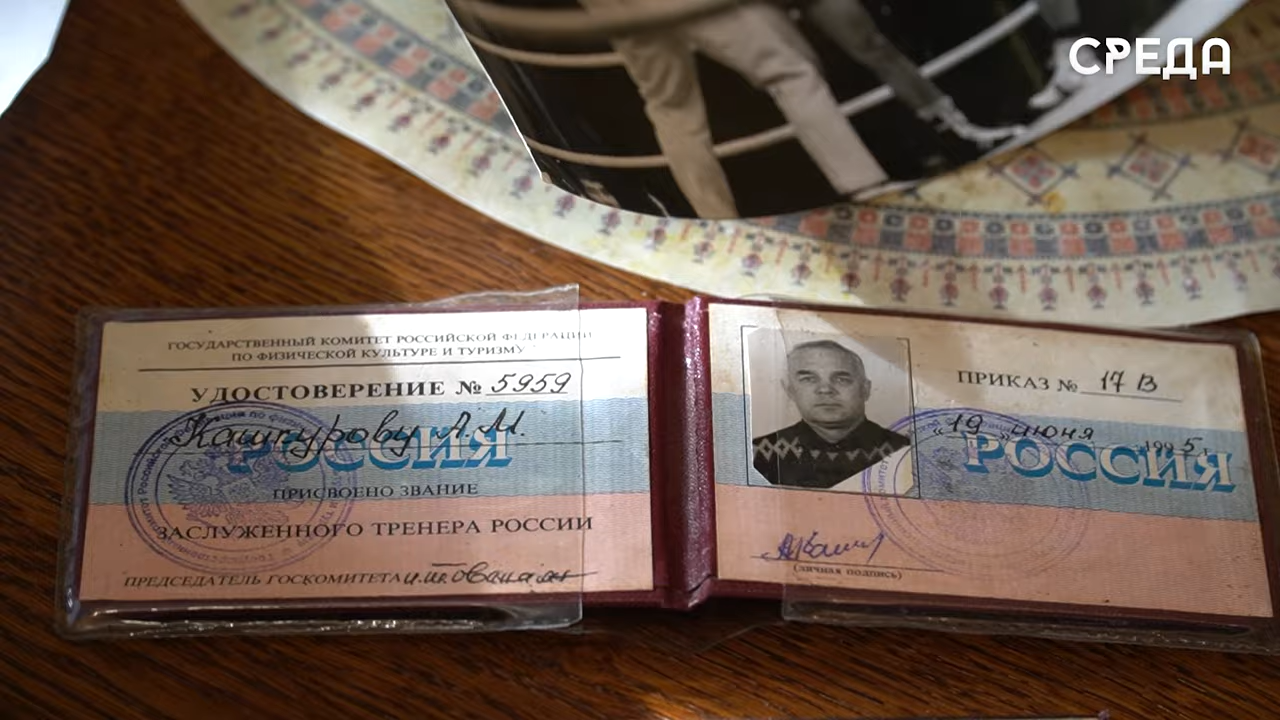 СРЕДА
ГОСУДАРСТВЕННЫЙ КОМИТЕТ РОССИЙСКОЙ ФЕДЕРАЦИИ
ПО ФИЗИЧЕСКОЙ КУЛЬТУРЕ И ТУРИЗМУ
УДОСТОВЕРЕНИЕ № 5959
Кашкурову А.М.
РОССИЯ
ПРИСВОЕНО ЗВАНИЕ
ЗАСЛУЖЕННОГО ТРЕНЕРА РОССИИ
ПРЕДСЕДАТЕЛЬ ГОСКОМИТЕТА
ПРИКАЗ № 17 В
„19 „ июня 1995 г.
РОССИЯ
(личная подпись)